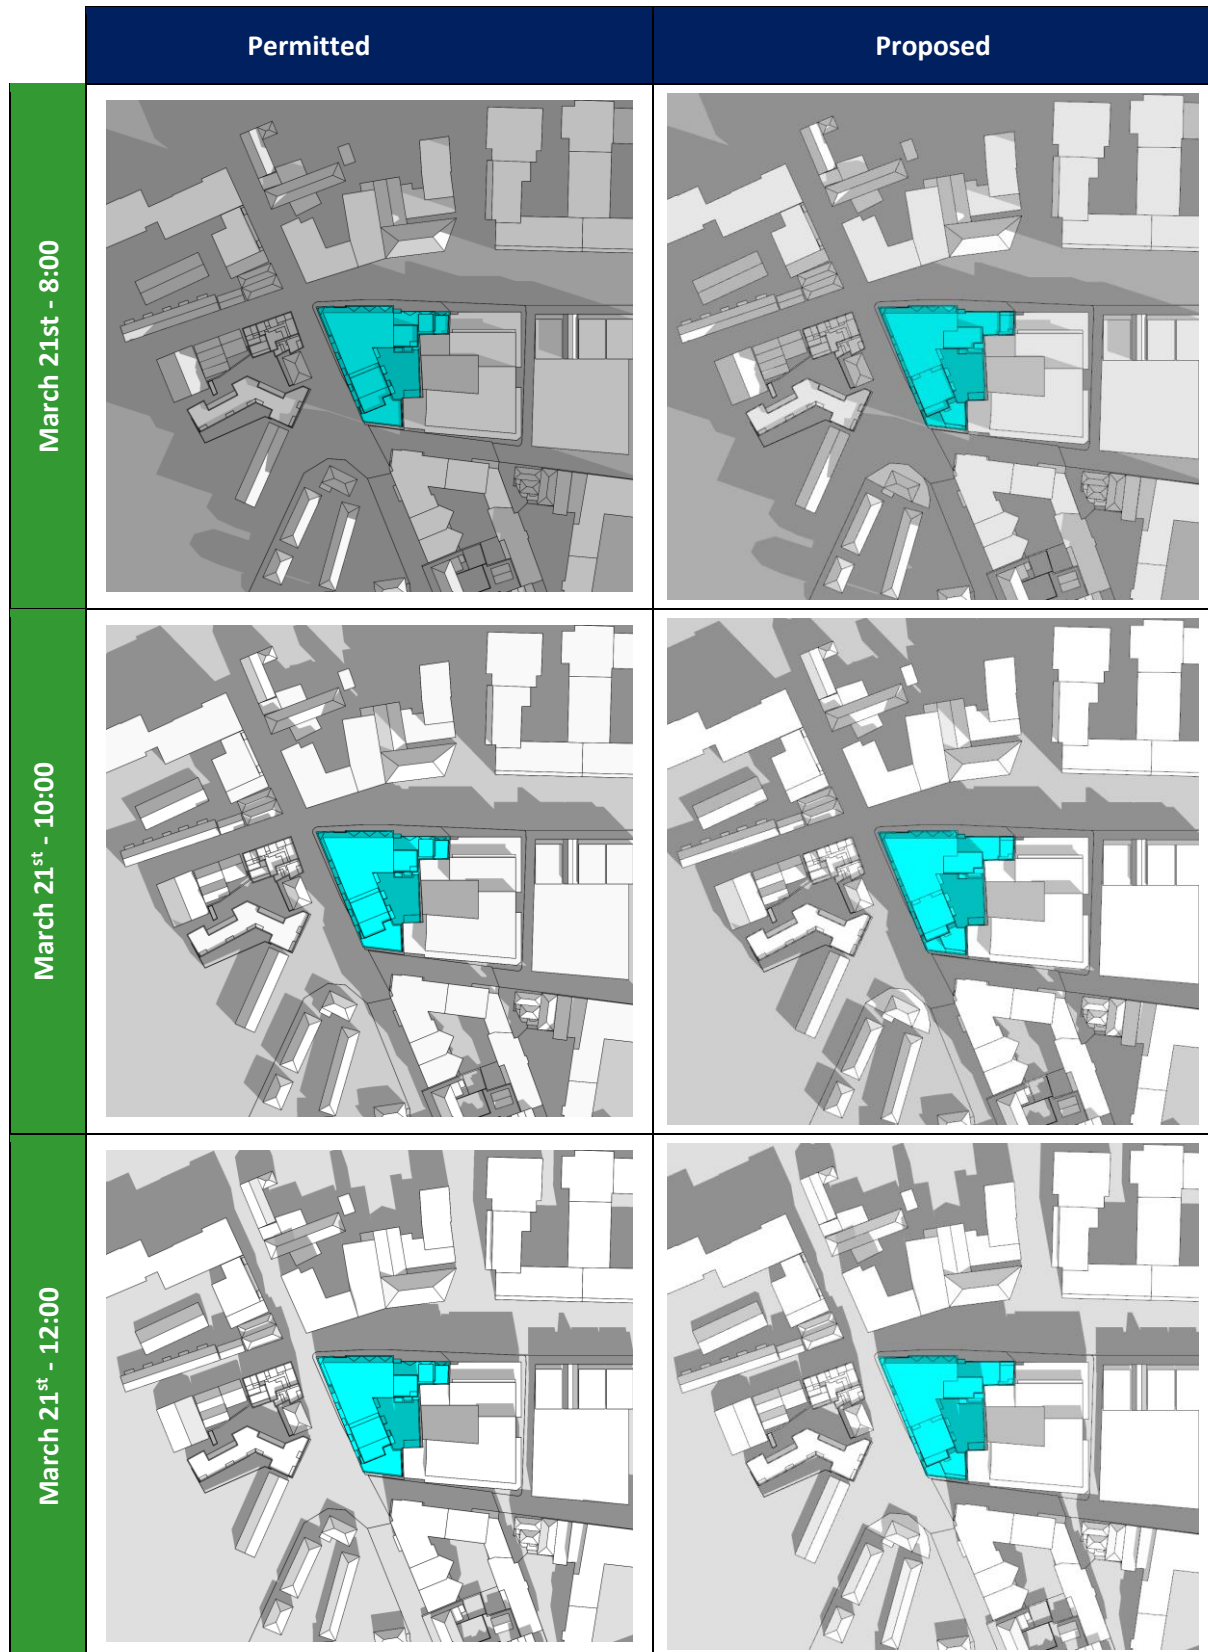 Permitted
Proposed
March 21st - 8:00
March 21st - 10:00
March 21st - 12:00